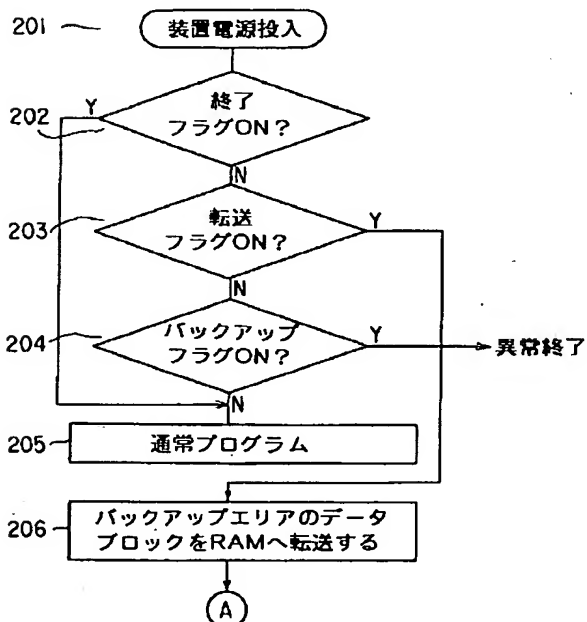 201
装置電源投入
202
Y
終了
フラグON？
N
203
転送
フラグON？
Y
N
204
バックアップ
フラグON？
Y
異常終了
N
205
通常プログラム
206
バックアップエリアのデータ
ブロックをRAMへ転送する
A